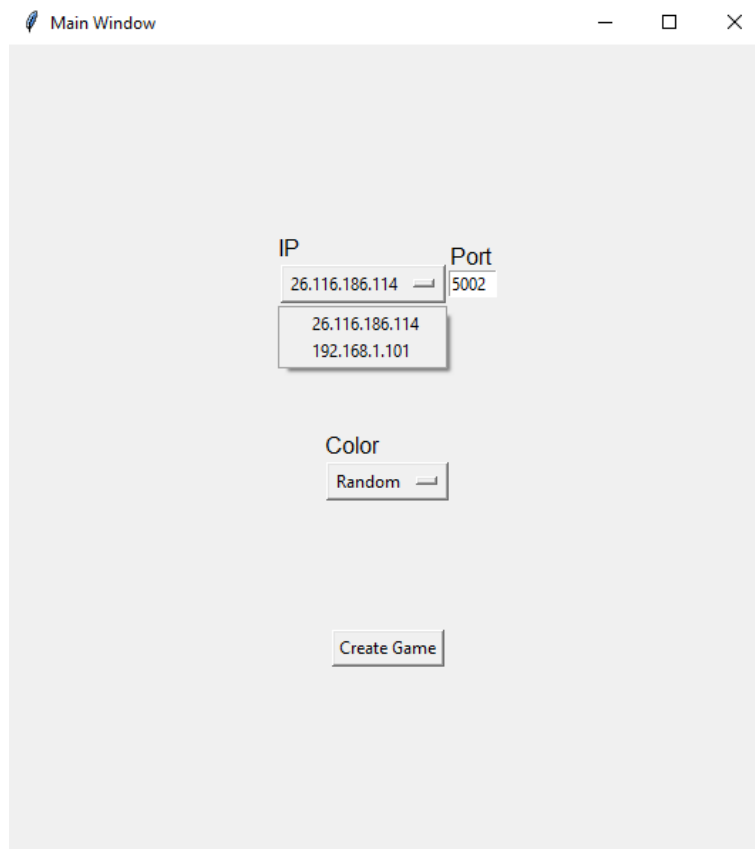 Main Window
IP
Port
26.116.186.114
5002
26.116.186.114
192.168.1.101
Color
Random
Create Game